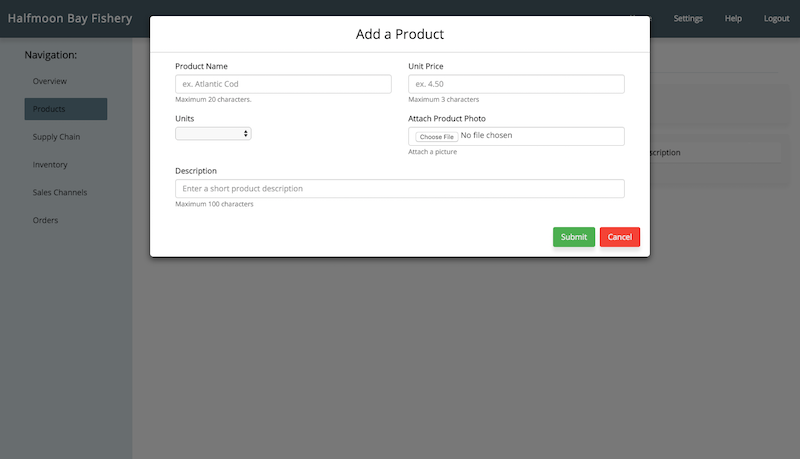 Halfmoon Bay Fishery
Settings
Help
Logout
Navigation:
Overview
Products
Supply Chain
Inventory
Sales Channels
Orders
Add a Product
Product Name
ex. Atlantic Cod
Maximum 20 characters.
Unit Price
ex. 4.50
Maximum 3 characters
Units
Attach Product Photo
Choose File No file chosen
Attach a picture
Description
Enter a short product description
Maximum 100 characters
Submit
Cancel